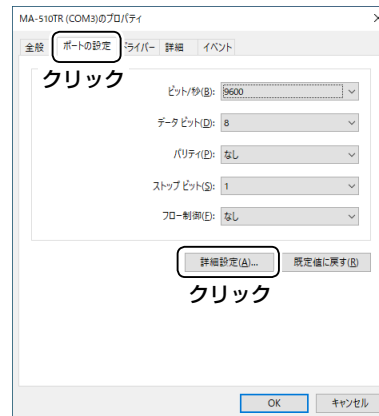 MA-510TR (COM3)のプロパティ
全般 ポートの設定 ドライバー 詳細 イベント
クリック
ビット/秒(B): 9600
データ ビット(D): 8
パリティ(P): なし
ストップ ビット(S): 1
フロー制御(F): なし
詳細設定(A)... 既定値に戻す(R)
クリック
OK キャンセル